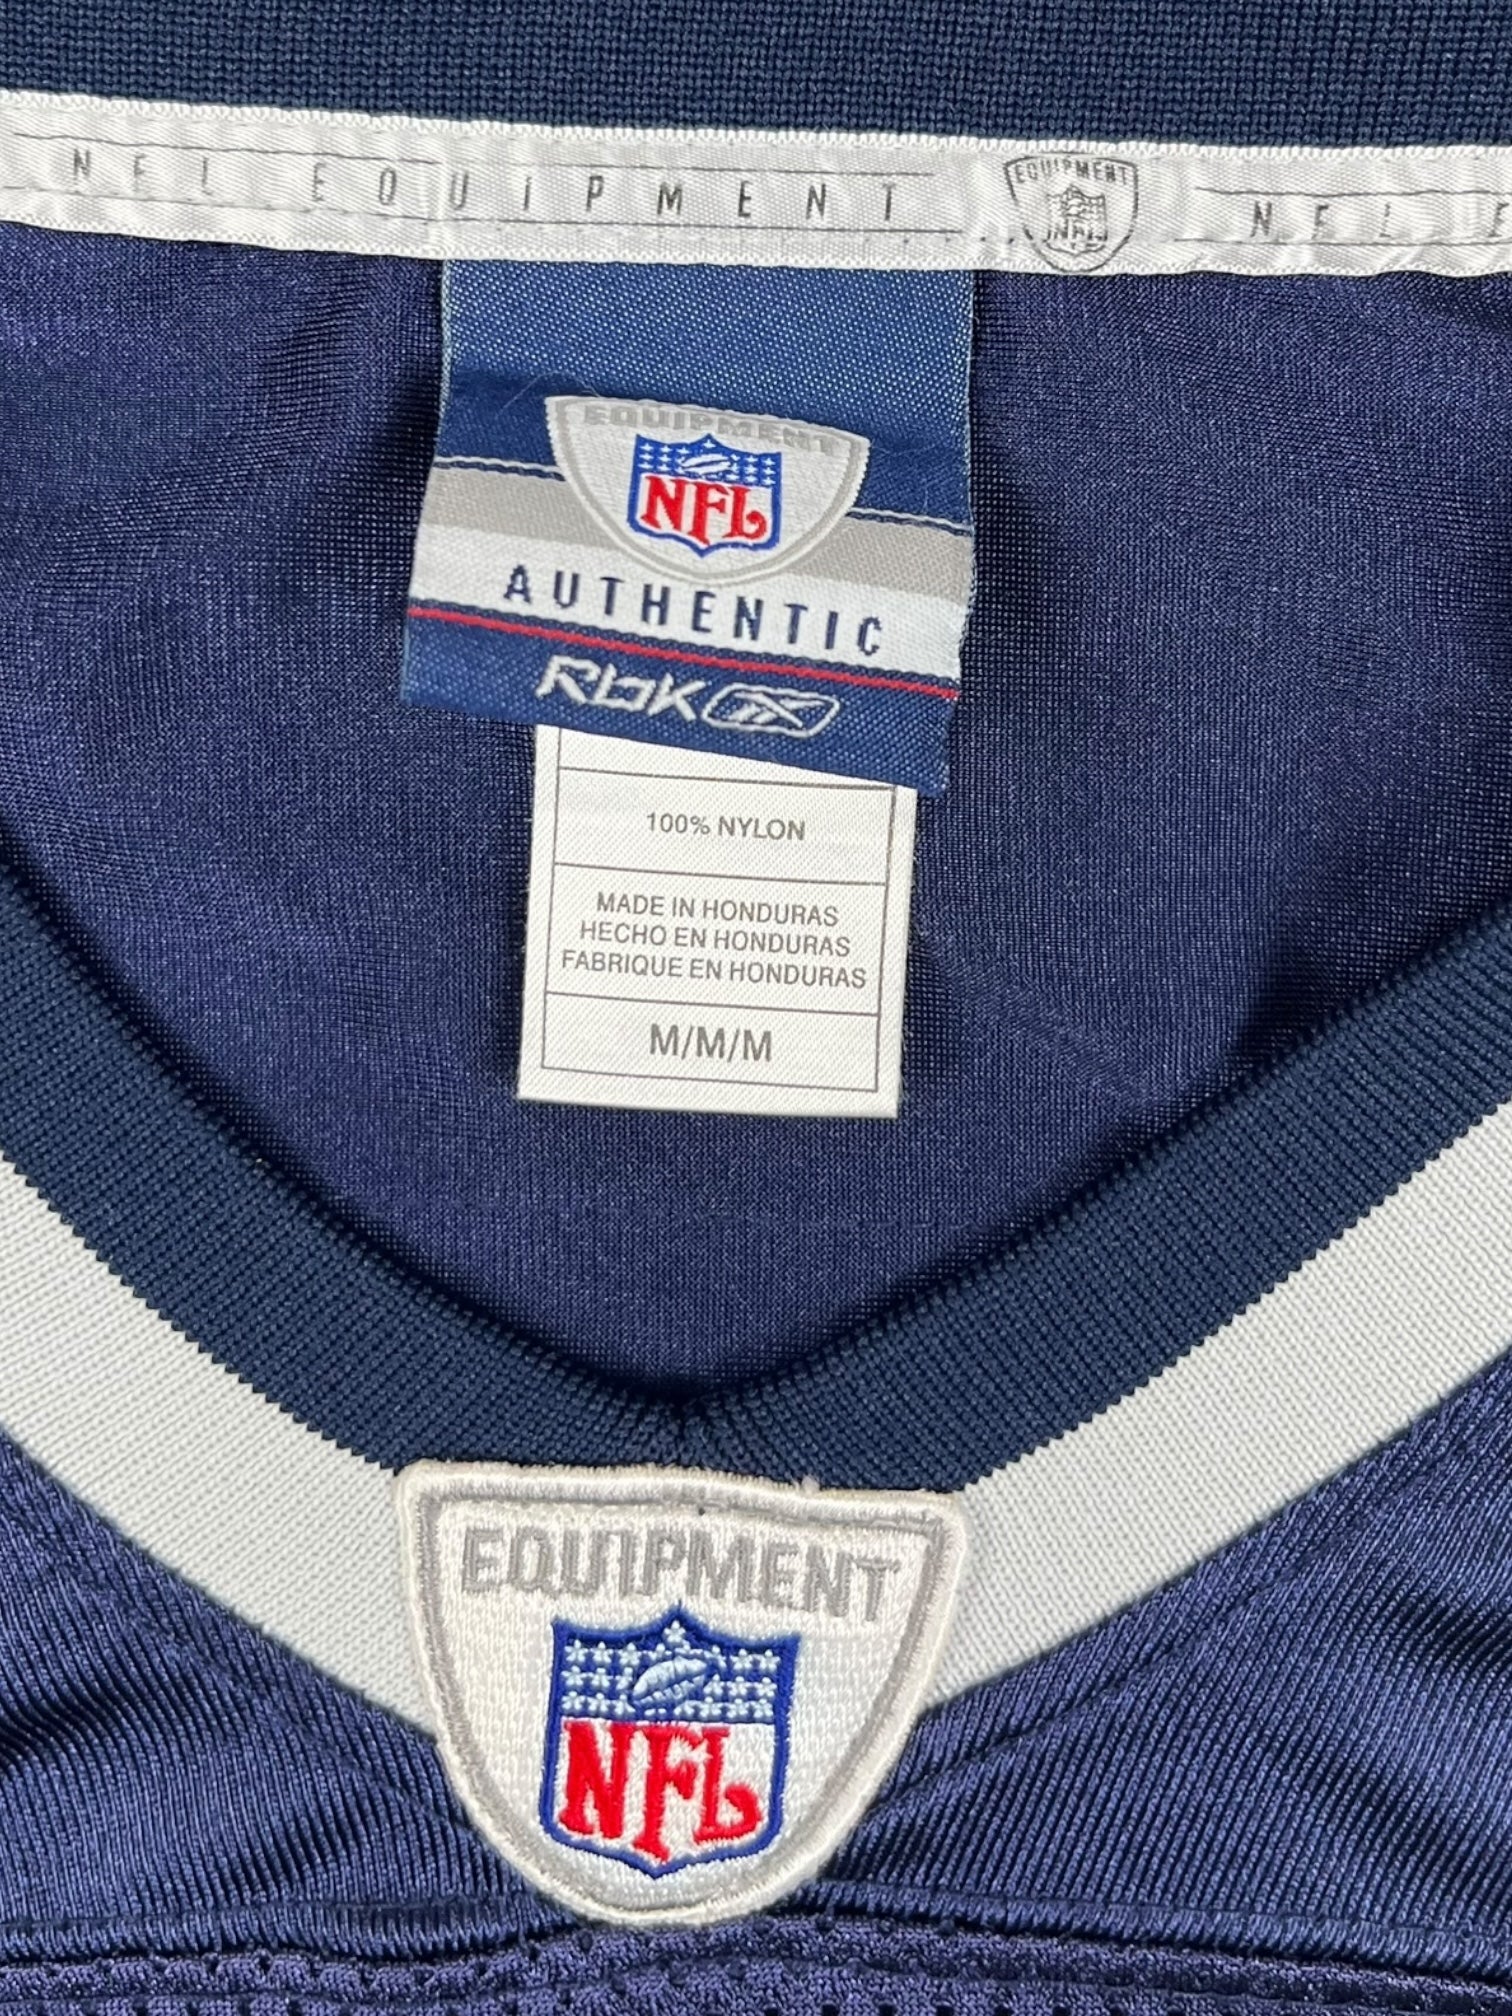 NFL EQUIPMENT EQUIPMENT NFL NFL E
EQUIPMENT
NFL
AUTHENTIC
RBK
100% NYLON
MADE IN HONDURAS
HECHO EN HONDURAS
FABRIQUE EN HONDURAS
M/M/M
EQUIPMENT
NFL